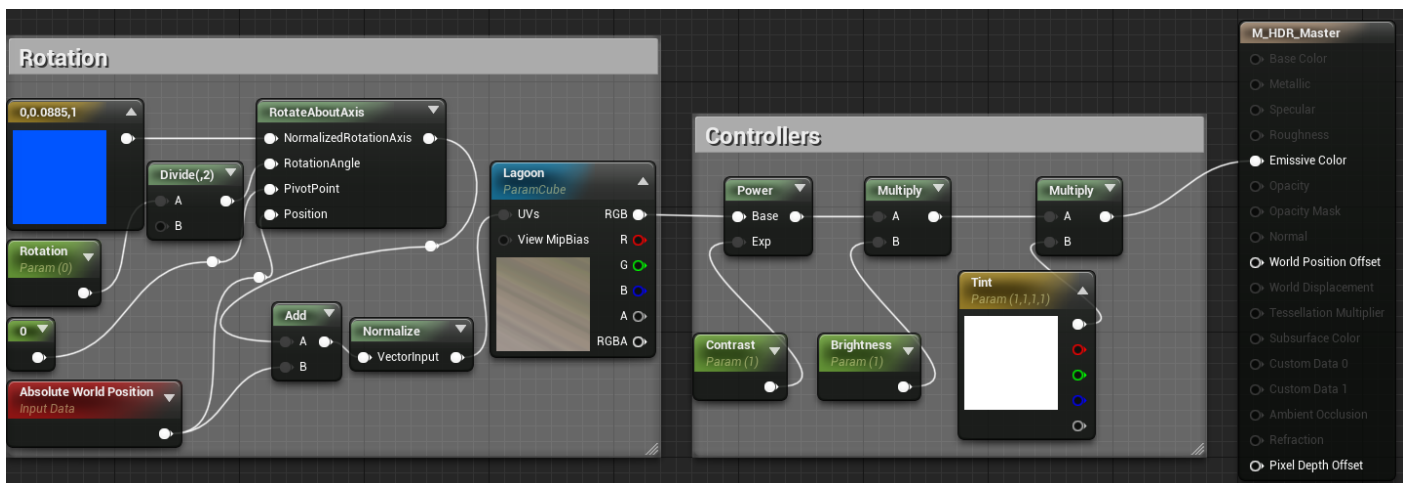 Rotation
0,0.0885,1
RotateAboutAxis
NormalizedRotationAxis
RotationAngle
PivotPoint
Position
Divide(,2)
A
B
Rotation
Param (0)
0
Absolute World Position
Input Data
Add
A
B
Normalize
VectorInput
Lagoon
ParamCube
UVs RGB
View MipBias R
G
B
A
RGBA
Controllers
Power
Base
Exp
Multiply
A
B
Multiply
A
B
Contrast
Param (1)
Brightness
Param (1)
Tint
Param (1,1,1,1)
M_HDR_Master
Base Color
Metallic
Specular
Roughness
Emissive Color
Opacity
Opacity Mask
Normal
World Position Offset
World Displacement
Tessellation Multiplier
Subsurface Color
Custom Data 0
Custom Data 1
Ambient Occlusion
Refraction
Pixel Depth Offset